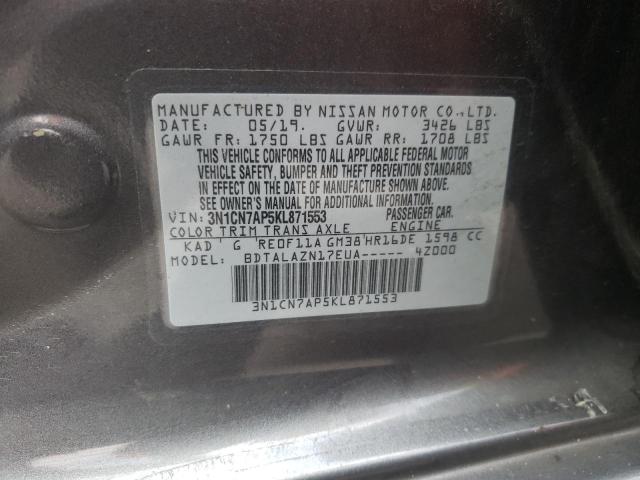 MANUFACTURED BY NISSAN MOTOR CO.,LTD.
DATE: 05/19. GVWR: 3426 LBS
GAWR FR: 1750 LBS GAWR RR: 1708 LBS
THIS VEHICLE CONFORMS TO ALL APPLICABLE FEDERAL MOTOR
VEHICLE SAFETY, BUMPER AND THEFT PREVENTION STANDARDS
IN EFFECT ON THE DATE OF MANUFACTURE SHOWN ABOVE.
SEE OWNER'S MANUAL FOR ADDITIONAL INFORMATION.
VIN: 3N1CN7AP5KL871553 PASSENGER CAR.
COLOR TRIM TRANS AXLE ENGINE
KAD G RE0F11A GM38 HR16DE 1598 CC
MODEL: BDTALAZN17EUA----- 4Z000
3N1CN7AP5KL871553